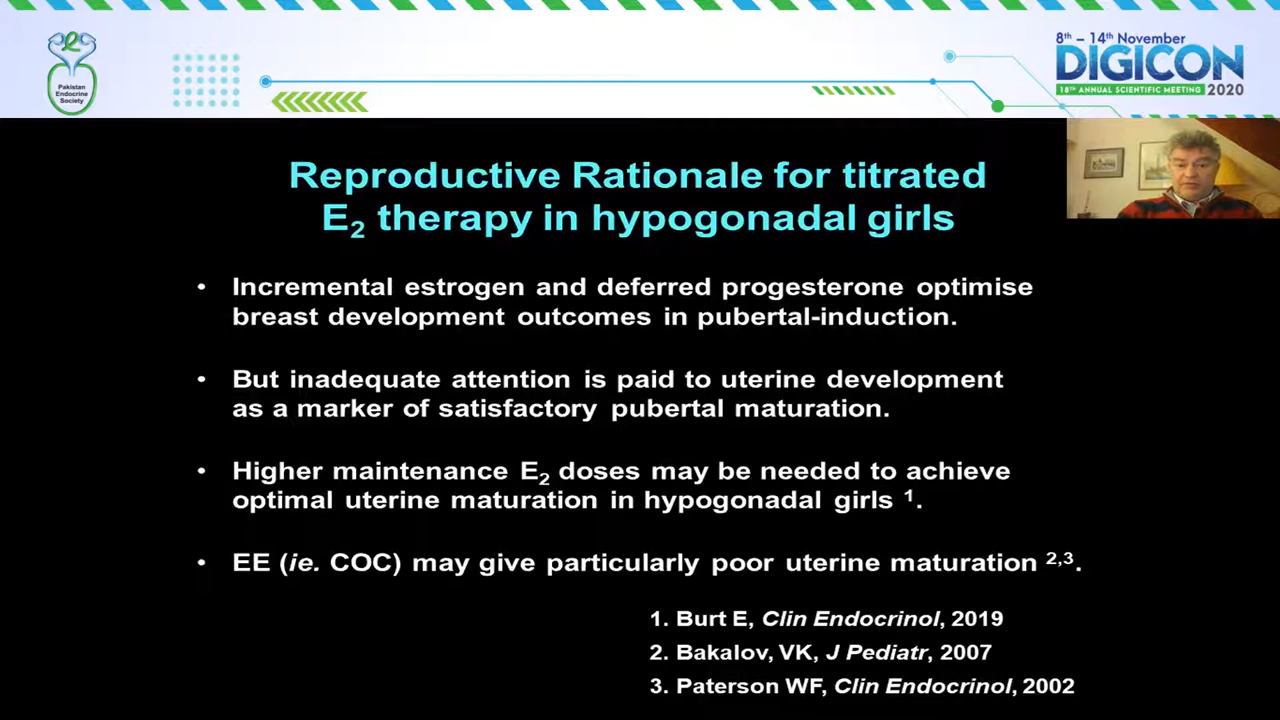 Pakistan
Endocrine
Society
8th – 14th November
DIGICON
18TH ANNUAL SCIENTIFIC MEETING 2020
Reproductive Rationale for titrated
E2 therapy in hypogonadal girls
• Incremental estrogen and deferred progesterone optimise
breast development outcomes in pubertal-induction.
• But inadequate attention is paid to uterine development
as a marker of satisfactory pubertal maturation.
• Higher maintenance E2 doses may be needed to achieve
optimal uterine maturation in hypogonadal girls 1.
• EE (ie. COC) may give particularly poor uterine maturation 2,3.
1. Burt E, Clin Endocrinol, 2019
2. Bakalov, VK, J Pediatr, 2007
3. Paterson WF, Clin Endocrinol, 2002